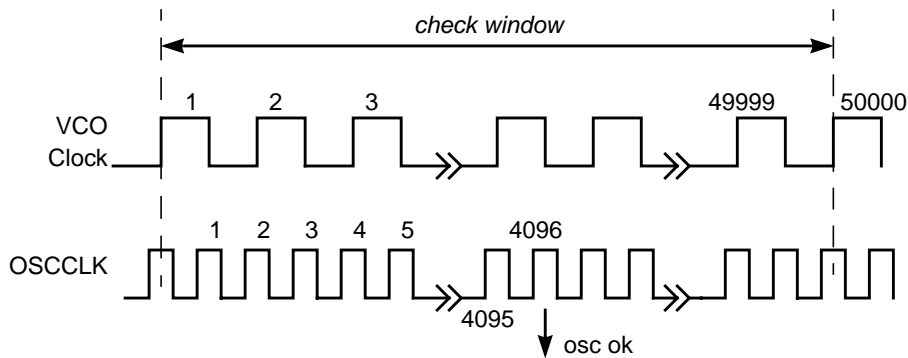 check window
1 2 3 49999 50000
VCO
Clock
1 2 3 4 5 4096
OSCCLK
4095
osc ok